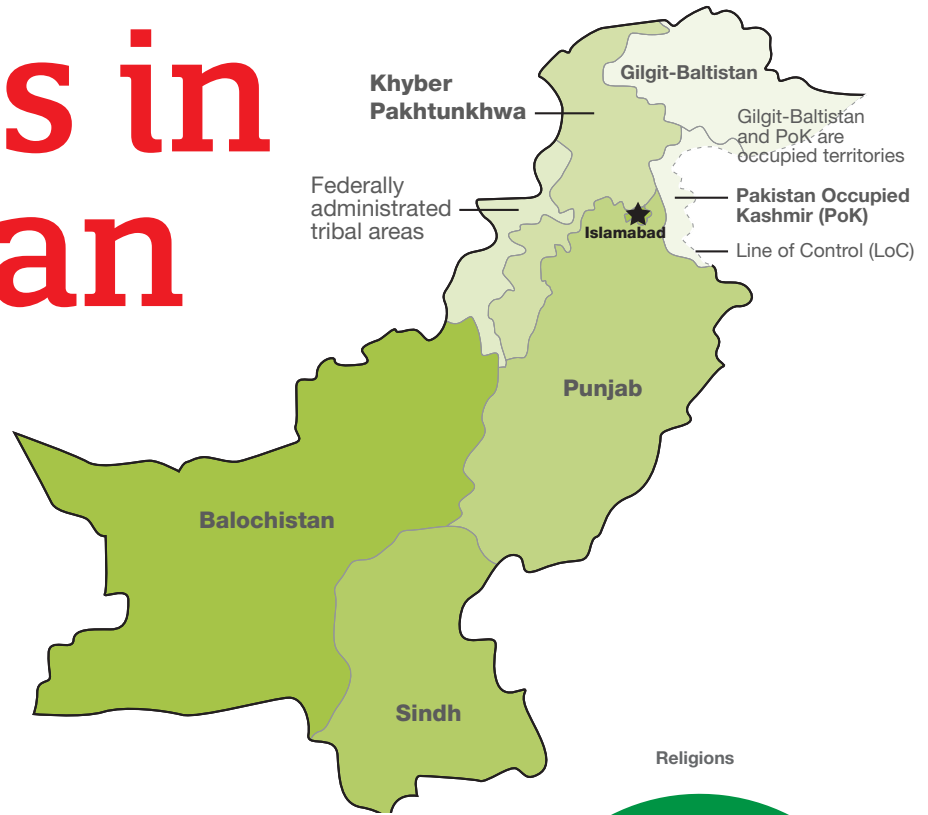 s in
an
Khyber
Pakhtunkhwa
Gilgit-Baltistan
Gilgit-Baltistan
and PoK are
occupied territories
Federally
administrated
tribal areas
Pakistan Occupied
Kashmir (PoK)
Islamabad
Line of Control (LoC)
Punjab
Balochistan
Sindh
Religions